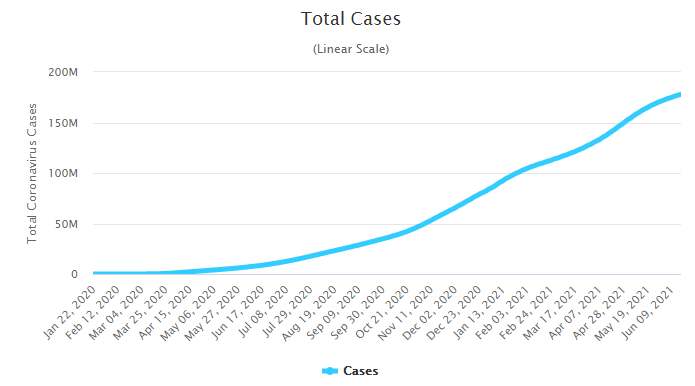 Total Cases
(Linear Scale)
Total Coronavirus Cases
200M
150M
100M
50M
0
Jan 22, 2020
Feb 12, 2020
Mar 04, 2020
Mar 25, 2020
Apr 15, 2020
May 06, 2020
May 27, 2020
Jun 17, 2020
Jul 08, 2020
Jul 29, 2020
Aug 19, 2020
Sep 09, 2020
Sep 30, 2020
Oct 21, 2020
Nov 11, 2020
Dec 02, 2020
Dec 23, 2020
Jan 13, 2021
Feb 03, 2021
Feb 24, 2021
Mar 17, 2021
Apr 07, 2021
Apr 28, 2021
May 19, 2021
Jun 09, 2021
Cases